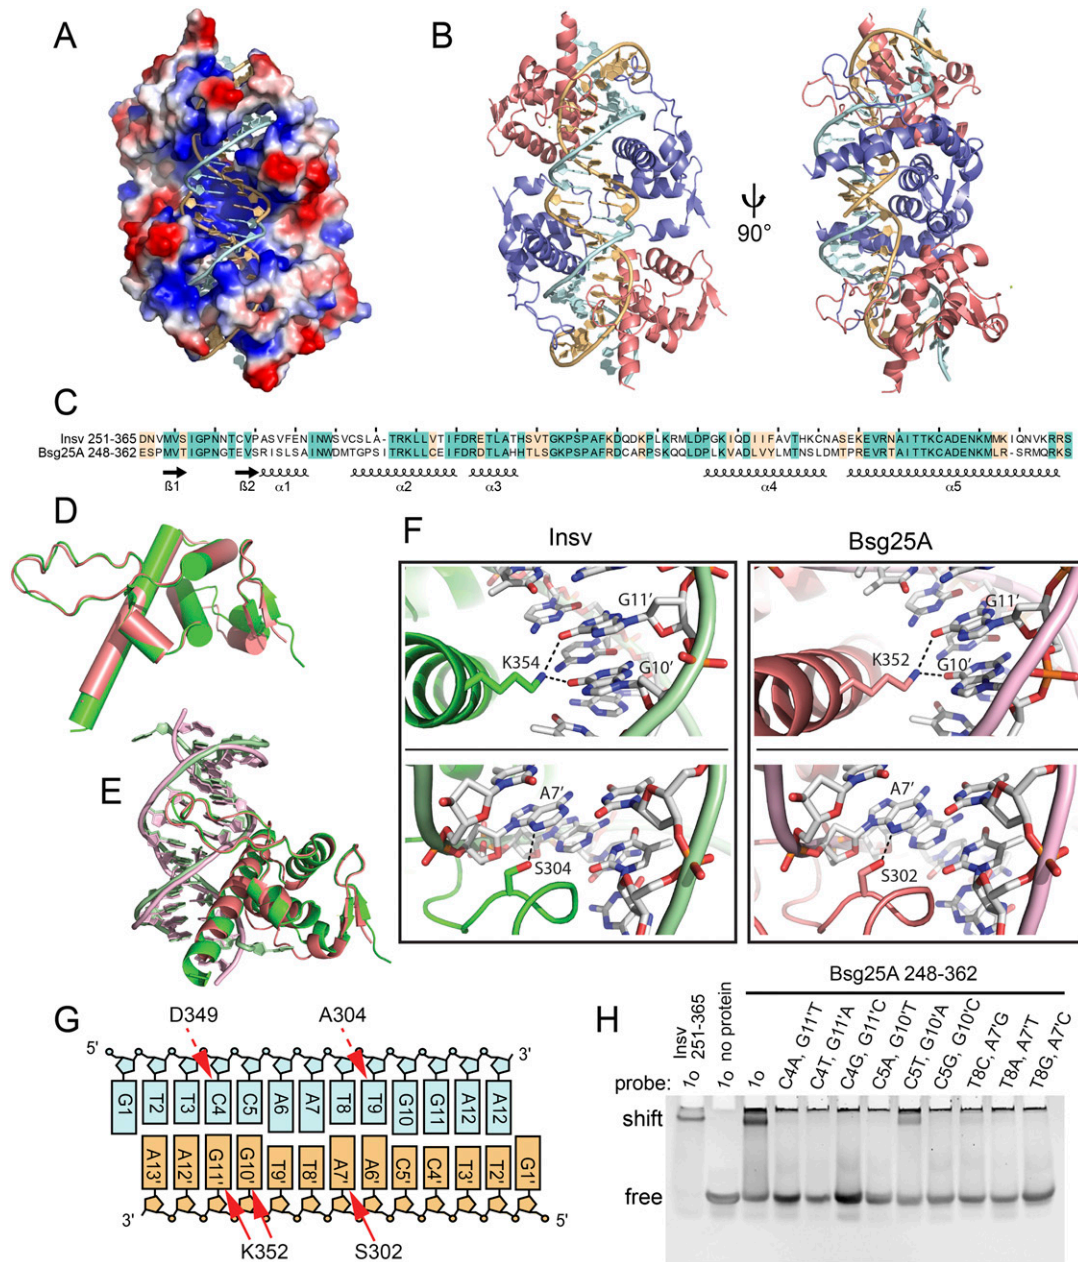 A
B
90°
C
Insv 251-365 DNVMVSIGPNNTCVPASVFENINWSVCSLA-TRKLLVTIFDRETLATHSVTGKPSPAFKDQDKPLKRMLDPGKIQDIIFAVTHKCNASEKEVRNAITTKCADENKMMKIQNVKRRS
Bsg25A 248-362 ESPMVTIGPNGTEVSRISLSAINWDMTGPSITRKLLCEIFDRDTLAHHTLSGKPSPAFKDCARPSKQQLDPLKVADLVYLMTNSLDMTPREVRTAITTKCADENKMLR-SRMQRKS
ß1 ß2 α1 α2 α3 α4 α5
D
E
F
Insv
Bsg25A
G11'
K354
G10'
G11'
K352
G10'
A7'
S304
A7'
S302
G
D349 A304
5' 3'
G1 T2 T3 C4 C5 A6 A7 T8 T9 G10 G11 A12 A12
A13' A12' G11' G10' T9' T8' A7' A6' C5' C4' T3' T2' G1'
3' 5'
K352 S302
H
Bsg25A 248-362
Insv 251-365
probe: 1o 1o no protein 1o C4A, G11'T C4T, G11'A C4G, G11'C C5A, G10'T C5T, G10'A C5G, G10'C T8C, A7'G T8A, A7'T T8G, A7'C
shift
free